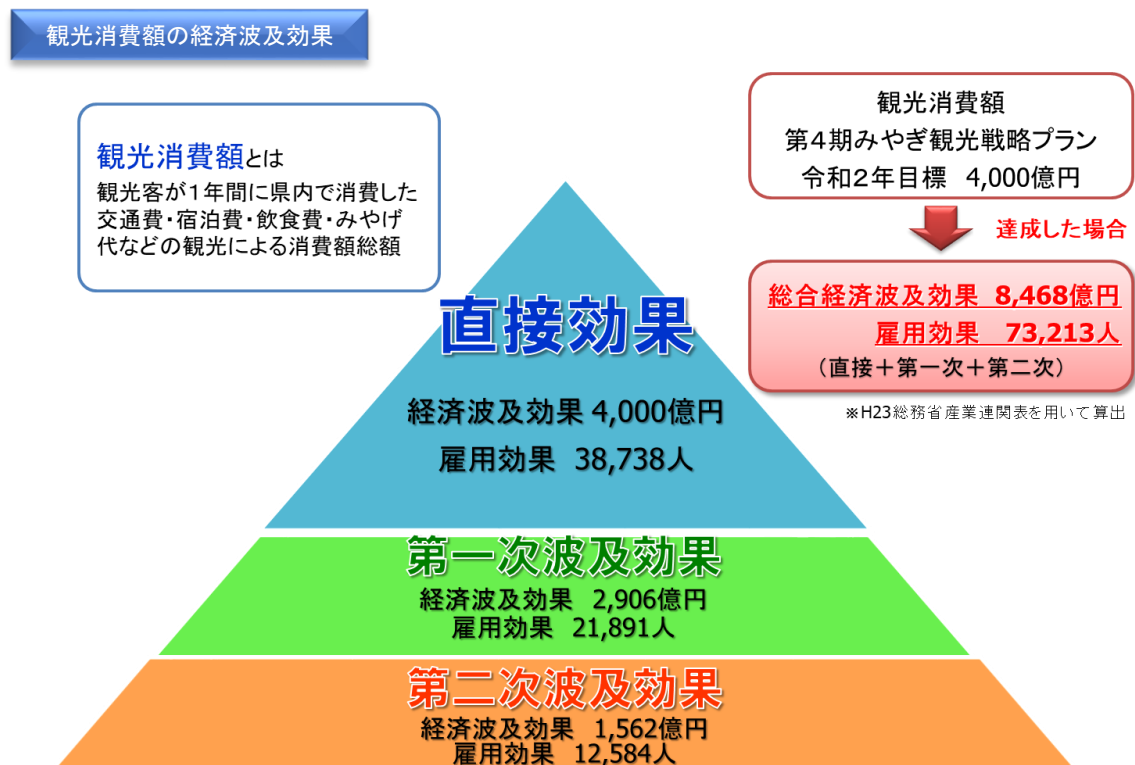 観光消費額の経済波及効果
観光消費額とは
観光客が1年間に県内で消費した
交通費・宿泊費・飲食費・みやげ
代などの観光による消費額総額
観光消費額
第4期みやぎ観光戦略プラン
令和2年目標 4,000億円
達成した場合
総合経済波及効果 8,468億円
雇用効果 73,213人
(直接+第一次+第二次)
※H23総務省産業連関表を用いて算出
直接効果
経済波及効果 4,000億円
雇用効果 38,738人
第一次波及効果
経済波及効果 2,906億円
雇用効果 21,891人
第二次波及効果
経済波及効果 1,562億円
雇用効果 12,584人